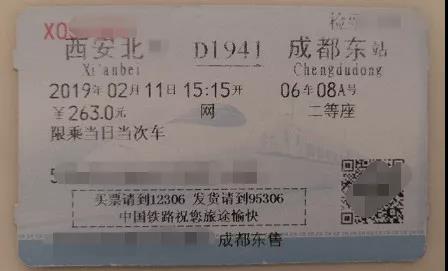 检
X0
西安北 D1941 成都东站
Xi'anbei Chengdudong
2019年02月11日 15:15开 06车08A号
￥263.0元 网 二等座
限乘当日当次车
5
买票请到12306 发货请到95306
中国铁路祝您旅途愉快
成都东售